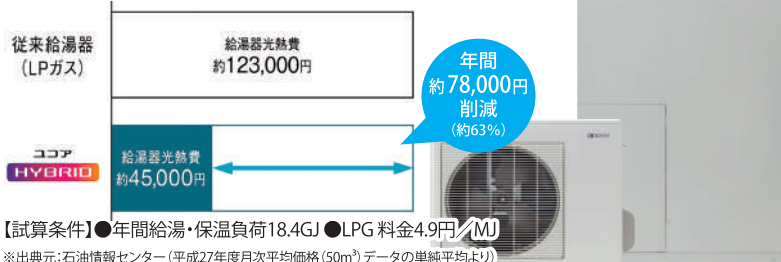 従来給湯器
(LPガス)
給湯器光熱費
約123,000円
年間
約78,000円
削減
(約63%)
ココア
HYBRID
給湯器光熱費
約45,000円
【試算条件】●年間給湯・保温負荷18.4GJ ●LPG 料金4.9円/MJ
※出典元:石油情報センター(平成27年度月次平均価格(50m³)データの単純平均より)